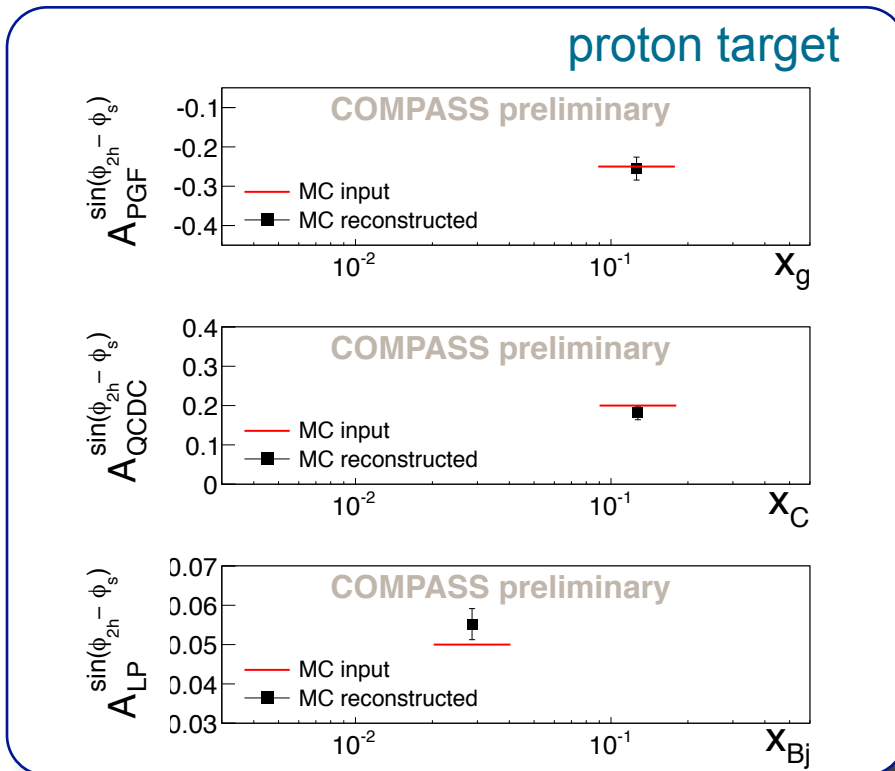 proton target
COMPASS preliminary
-0.1
-0.2
-0.3
-0.4
A_PGF^sin(ϕ_2h − ϕ_s)
MC input
MC reconstructed
10^-2
10^-1
x_g
COMPASS preliminary
0.4
0.3
0.2
0.1
0
A_QCDC^sin(ϕ_2h − ϕ_s)
MC input
MC reconstructed
10^-2
10^-1
x_C
COMPASS preliminary
0.07
0.06
0.05
0.04
0.03
A_LP^sin(ϕ_2h − ϕ_s)
MC input
MC reconstructed
10^-2
10^-1
x_Bj